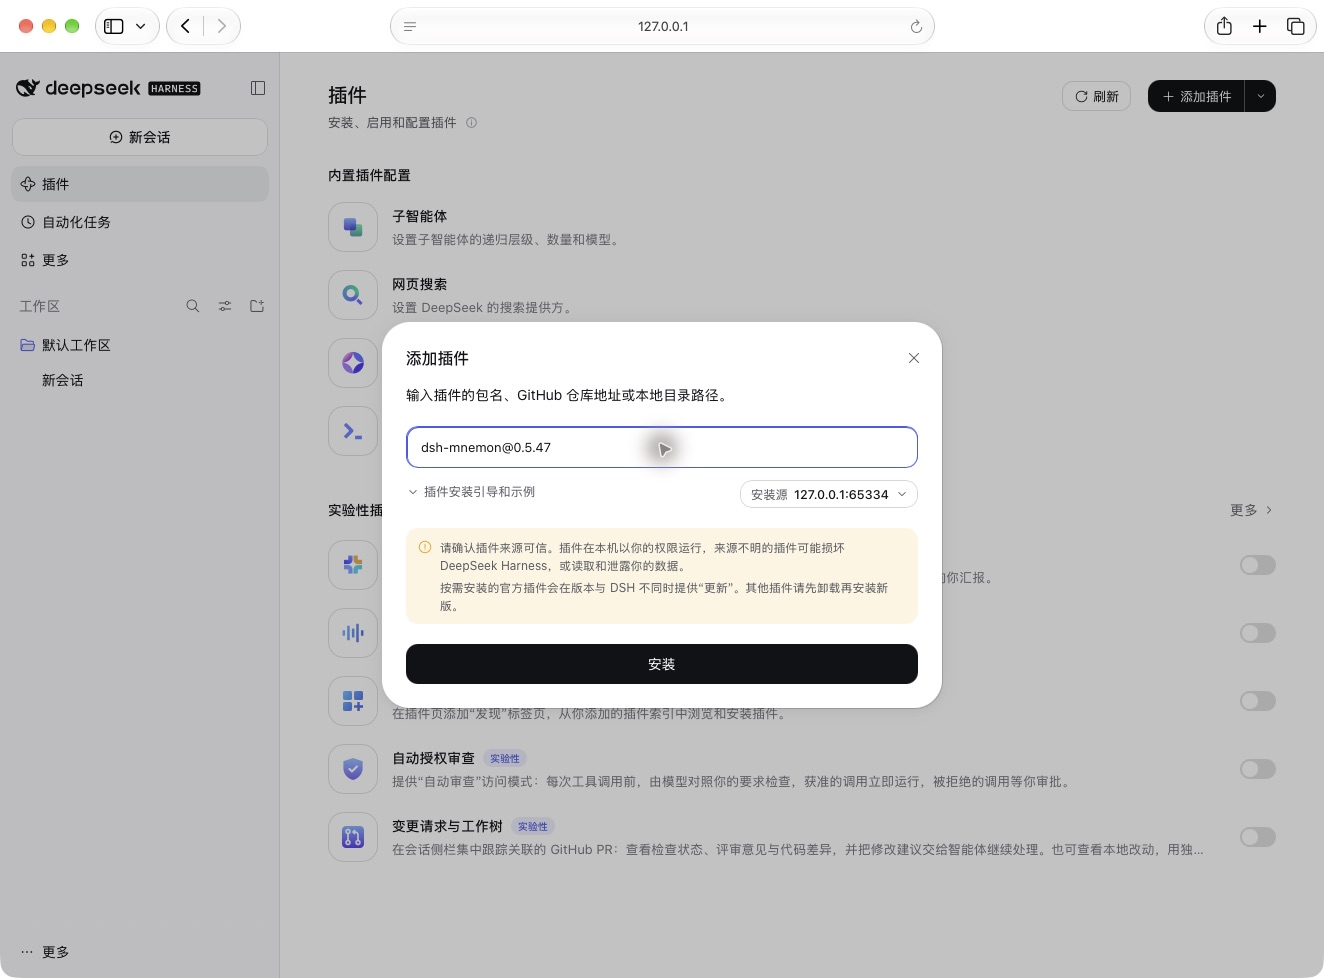 127.0.0.1
deepseek HARNESS
新会话
插件
自动化任务
更多
工作区
默认工作区
新会话
更多
插件
安装、启用和配置插件
刷新
添加插件
内置插件配置
子智能体
设置子智能体的递归层级、数量和模型。
网页搜索
设置 DeepSeek 的搜索提供方。
添加插件
输入插件的包名、GitHub 仓库地址或本地目录路径。
dsh-mnemon@0.5.47
插件安装引导和示例
安装源 127.0.0.1:65334
请确认插件来源可信。插件在本机以你的权限运行，来源不明的插件可能损坏
DeepSeek Harness，或读取和泄露你的数据。
按需安装的官方插件会在版本与 DSH 不同时提供“更新”。其他插件请先卸载再安装新
版。
安装
实验性插
更多
你汇报。
在插件页添加“发现”标签页，从你添加的插件索引中浏览和安装插件。
自动授权审查 实验性
提供“自动审查”访问模式：每次工具调用前，由模型对照你的要求检查，获准的调用立即运行，被拒绝的调用等你审批。
变更请求与工作树 实验性
在会话侧栏集中跟踪关联的 GitHub PR：查看检查状态、评审意见与代码差异，并把修改建议交给智能体继续处理。也可查看本地改动，用独...